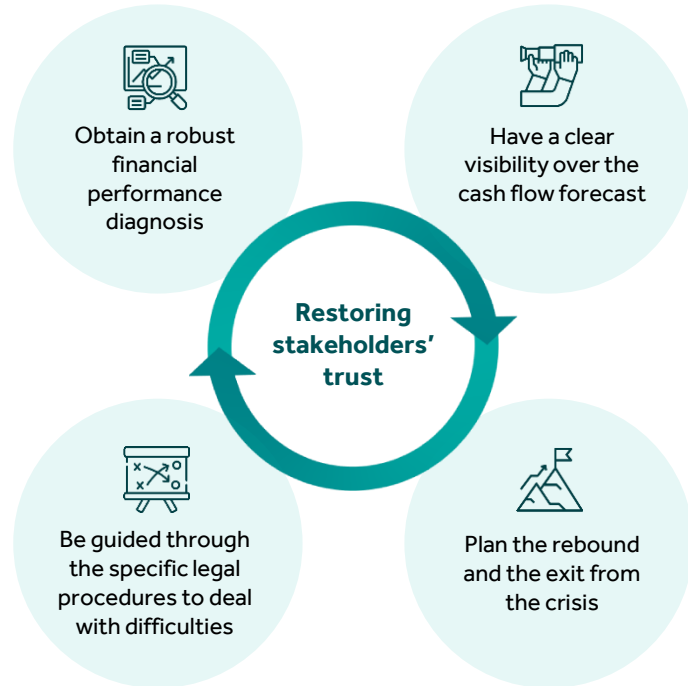 Obtain a robust
financial
performance
diagnosis
Have a clear
visibility over the
cash flow forecast
Restoring
stakeholders’
trust
Be guided through
the specific legal
procedures to deal
with difficulties
Plan the rebound
and the exit from
the crisis